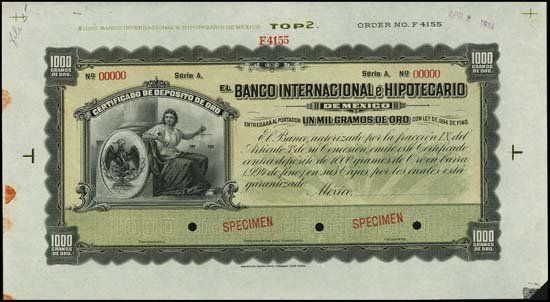 $1000 BANCO INTERNACIONAL é HIPOTECARIO DE MEXICO TOP 2. ORDER NO. F 4155
APR 1914
F4155
1000 GRAMOS DE ORO. 1000 GRAMOS DE ORO.
No 00000 Série A. Série A. No 00000
CERTIFICADO DE DEPOSITO DE ORO
EL BANCO INTERNACIONAL é HIPOTECARIO
DE MEXICO
ENTREGARÁ AL PORTADOR UN MIL GRAMOS DE ORO CON LEY DE 994 DE FINO.
El Banco, autorizado por la fracción IX del
Artículo 3º de su Concesión, emite este Certificado
contra depósito de 1000 gramos de Oro en barra
(.994 de fino) en sus Cajas, por los cuales está
garantizado. México,
SPECIMEN SPECIMEN
1000 GRAMOS DE ORO. 1000 GRAMOS DE ORO.